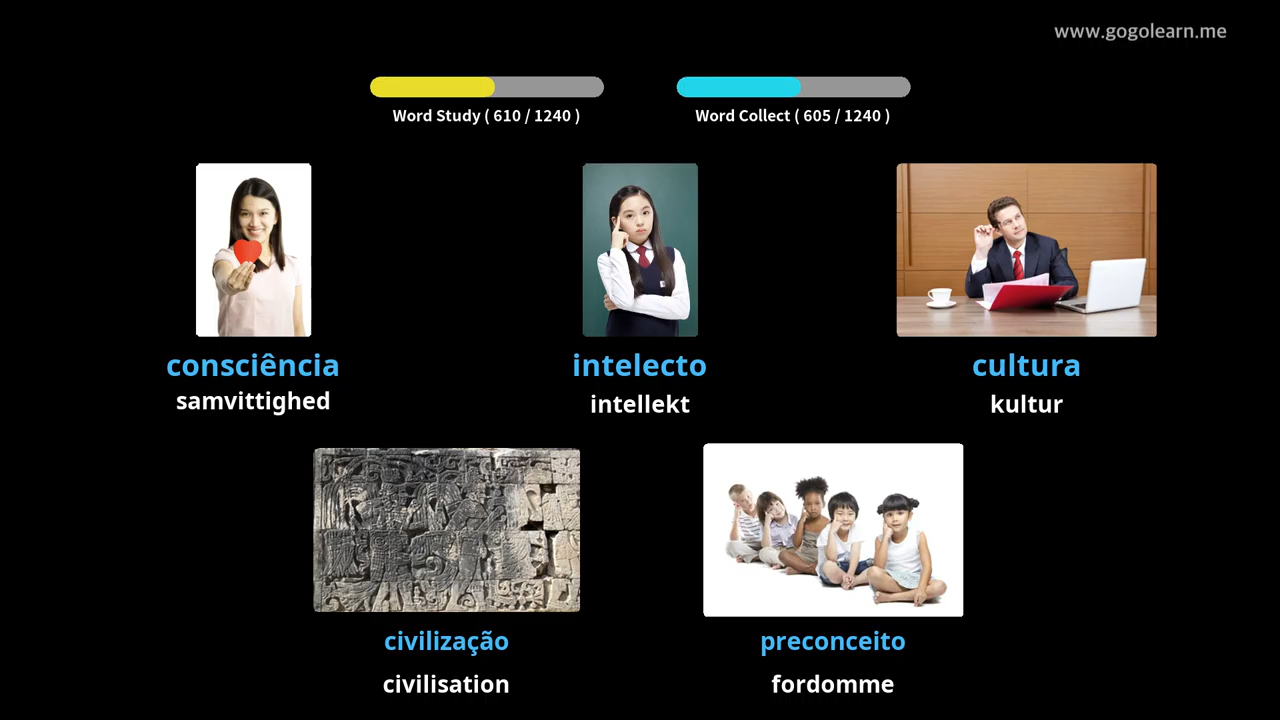 www.gogolearn.me
Word Study ( 610 / 1240 )
Word Collect ( 605 / 1240 )
consciência
samvittighed
intelecto
intellekt
cultura
kultur
civilização
civilisation
preconceito
fordomme